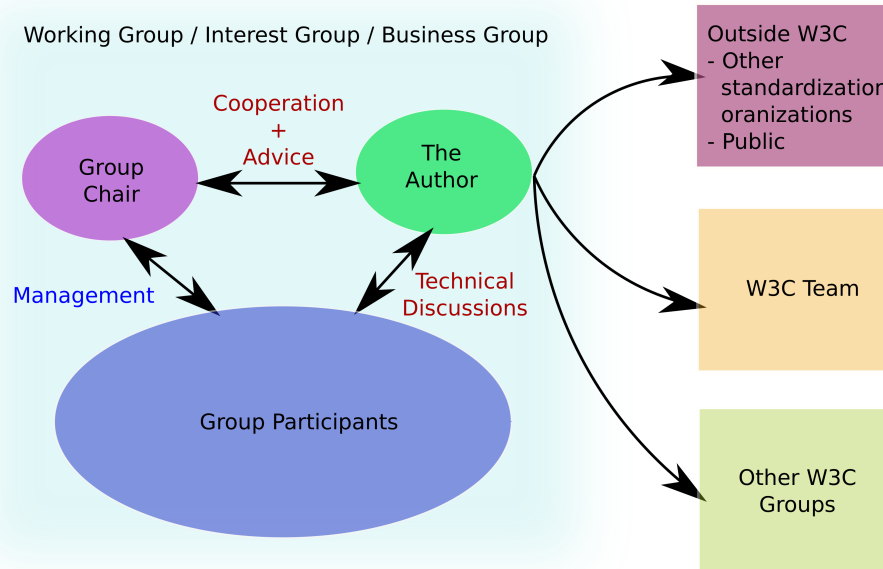 Working Group / Interest Group / Business Group
Outside W3C
- Other
standardization
oranizations
- Public
Cooperation
+
Advice
Group
Chair
The
Author
Management
Technical
Discussions
W3C Team
Group Participants
Other W3C
Groups